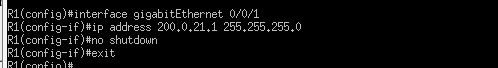 R1(config)#interface gigabitEthernet 0/0/1
R1(config-if)#ip address 200.0.21.1 255.255.255.0
R1(config-if)#no shutdown
R1(config-if)#exit
R1(config)#